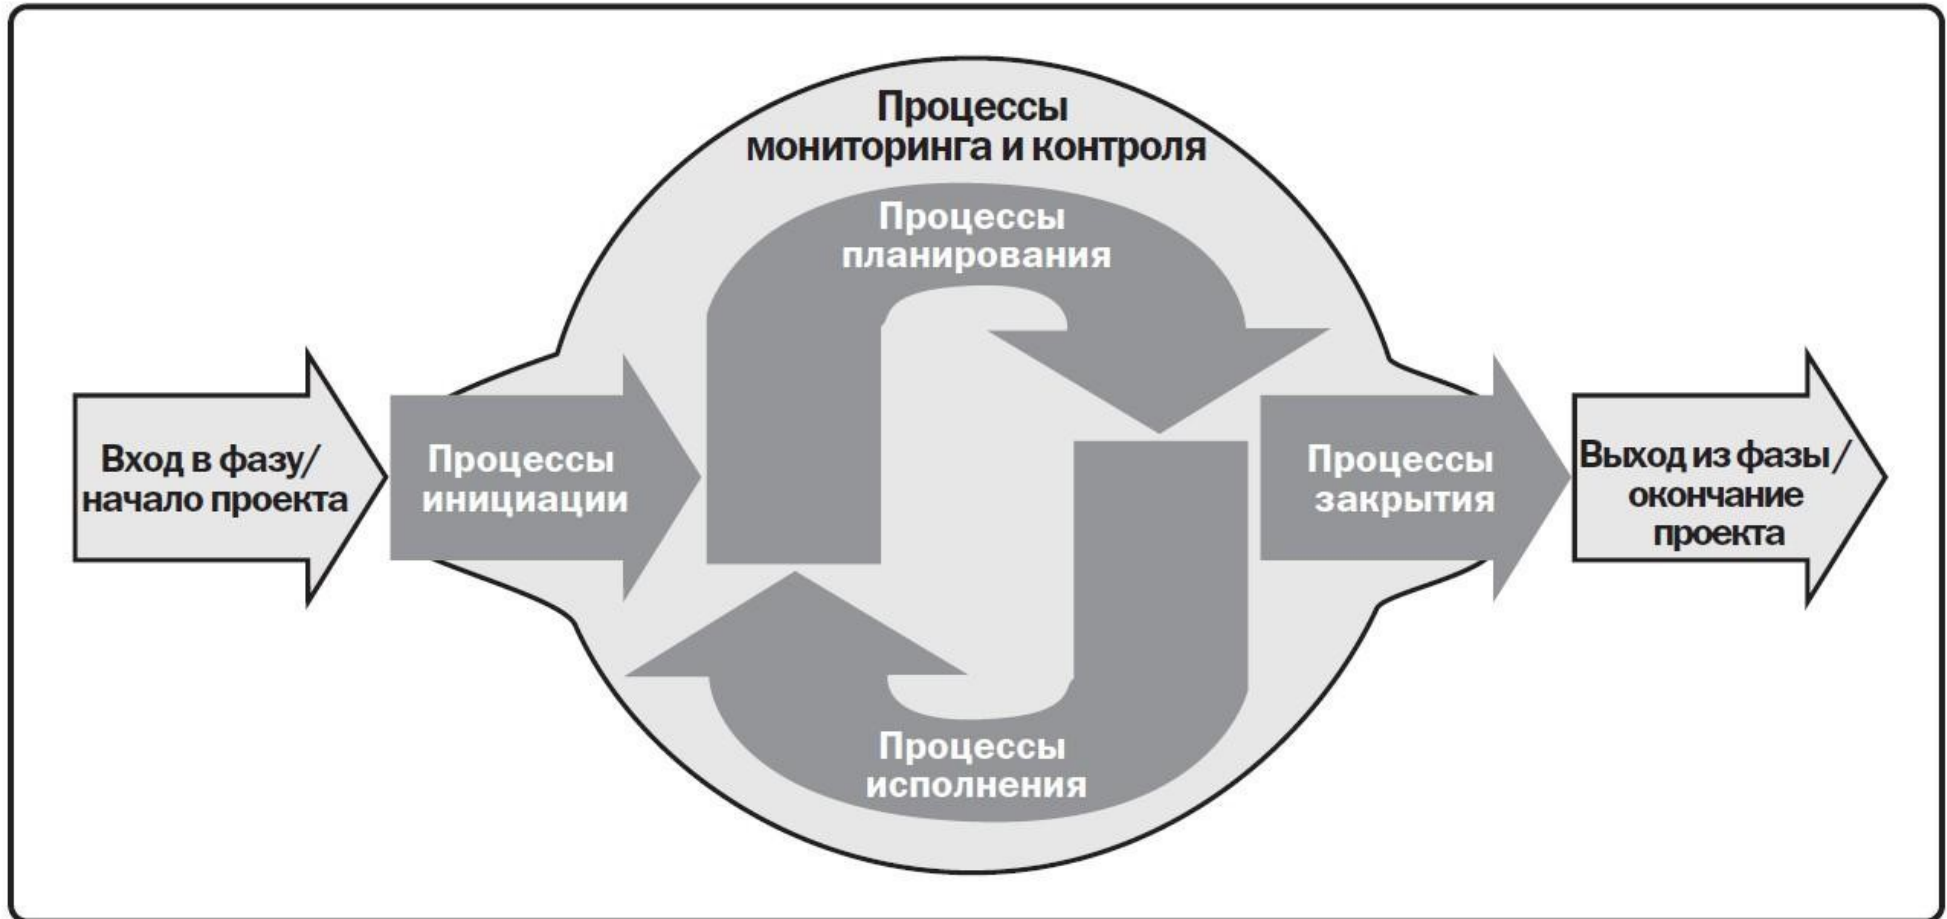 Процессы
мониторинга и контроля
Процессы
планирования
Вход в фазу/
начало проекта
Процессы
инициации
Процессы
закрытия
Выход из фазы/
окончание
проекта
Процессы
исполнения